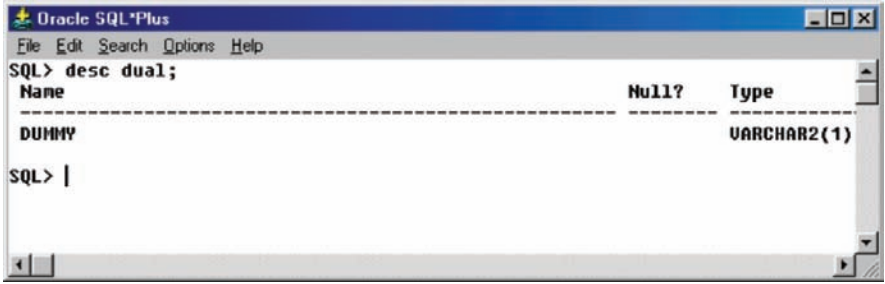 Oracle SQL*Plus
File Edit Search Options Help
SQL> desc dual;
Name Null? Type
DUMMY VARCHAR2(1)
SQL>